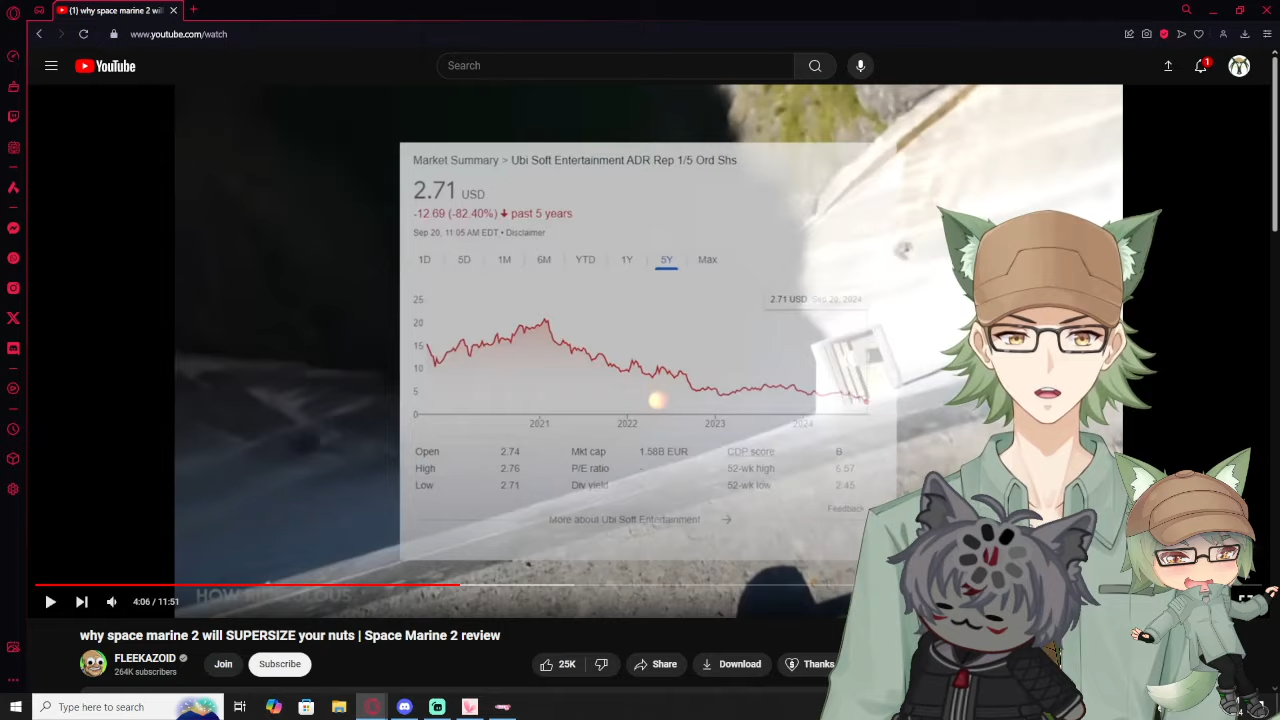 (1) why space marine 2 wil
www.youtube.com/watch
YouTube
Search
1
Market Summary > Ubi Soft Entertainment ADR Rep 1/5 Ord Shs
2.71 USD
-12.69 (-82.40%) past 5 years
Sep 20, 11:05 AM EDT • Disclaimer
1D 5D 1M 6M YTD 1Y 5Y Max
2.71 USD Sep 20, 2024
25
20
15
10
5
0
2021 2022 2023 2024
Open 2.74 Mkt cap 1.58B EUR CDP score B
High 2.76 P/E ratio - 52-wk high 5.57
Low 2.71 Div yield - 52-wk low 2.45
Feedback
More about Ubi Soft Entertainment
4:06 / 11:51
why space marine 2 will SUPERSIZE your nuts | Space Marine 2 review
FLEEKAZOID
264K subscribers
Join
Subscribe
25K
Share
Download
Thanks
Type here to search